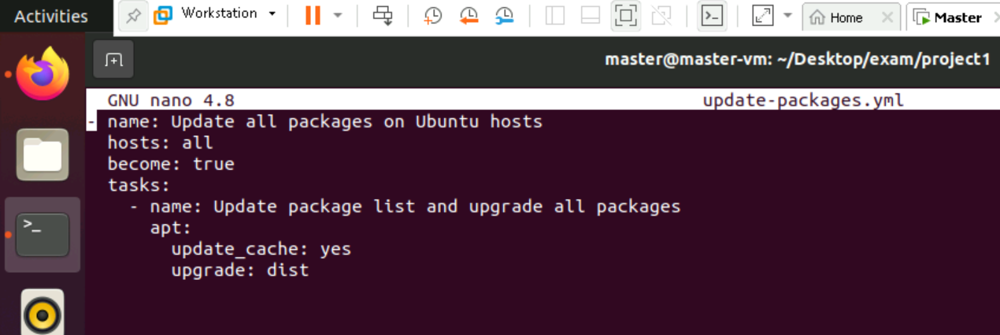 Activities
Workstation
Home
Master
master@master-vm: ~/Desktop/exam/project1
GNU nano 4.8 update-packages.yml
- name: Update all packages on Ubuntu hosts
  hosts: all
  become: true
  tasks:
    - name: Update package list and upgrade all packages
      apt:
        update_cache: yes
        upgrade: dist